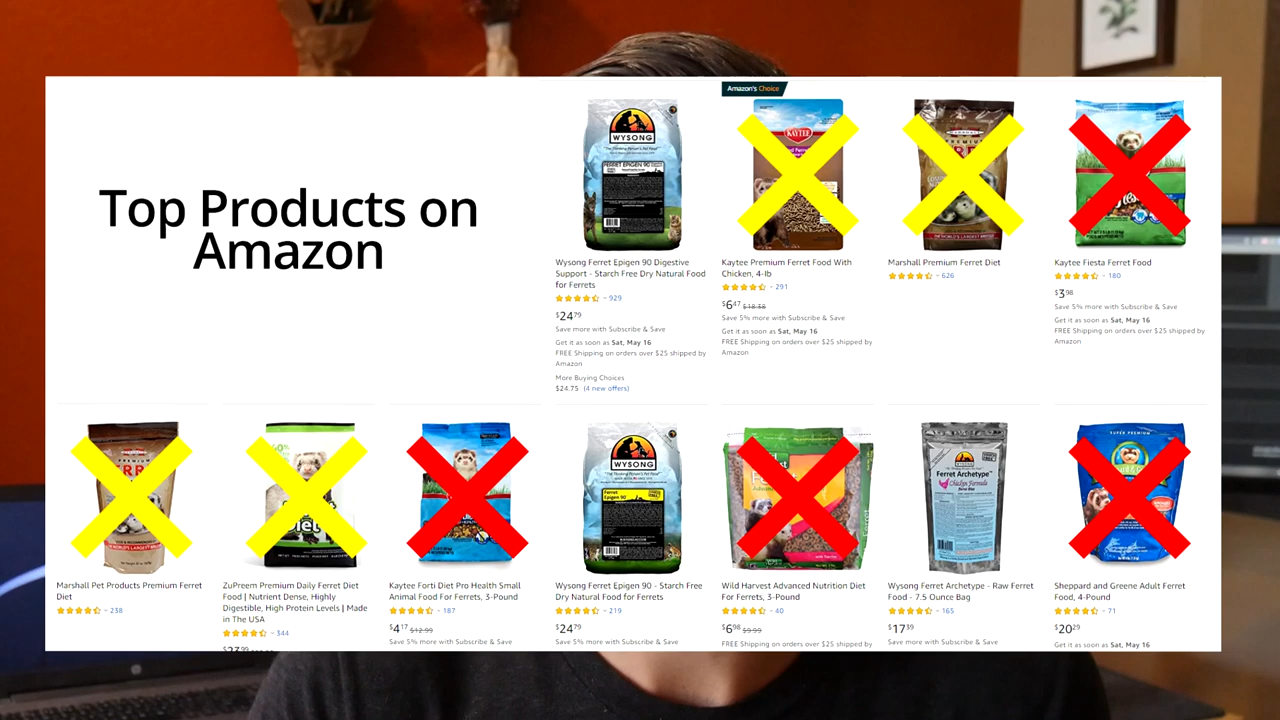 Top Products on
Amazon
Amazon's Choice
WYSONG
KAYTEE
Wysong Ferret Epigen 90 Digestive
Support - Starch Free Dry Natural Food
for Ferrets
929
$24 79
Save more with Subscribe & Save
Get it as soon as Sat, May 16
FREE Shipping on orders over $25 shipped by
Amazon
More Buying Choices
$24.75 (4 new offers)
Kaytee Premium Ferret Food With
Chicken, 4-lb
291
$6 47 $18.38
Save 5% more with Subscribe & Save
Get it as soon as Sat, May 16
FREE Shipping on orders over $25 shipped by
Amazon
Marshall Premium Ferret Diet
626
Kaytee Fiesta Ferret Food
180
$3 98
Save 5% more with Subscribe & Save
Get it as soon as Sat, May 16
FREE Shipping on orders over $25 shipped by
Amazon
WYSONG
Ferret
Epigen 90
WYSONG
Ferret Archetype
Chicken Formula
SUPER PREMIUM
Marshall Pet Products Premium Ferret
Diet
238
ZuPreem Premium Daily Ferret Diet
Food | Nutrient Dense, Highly
Digestible, High Protein Levels | Made
in The USA
344
Kaytee Forti Diet Pro Health Small
Animal Food For Ferrets, 3-Pound
187
$4 17 $12.99
Save 5% more with Subscribe & Save
Wysong Ferret Epigen 90 - Starch Free
Dry Natural Food for Ferrets
219
$24 79
Save 5% more with Subscribe & Save
Wild Harvest Advanced Nutrition Diet
For Ferrets, 3-Pound
40
$6 98 $9.99
FREE Shipping on orders over $25 shipped by
Wysong Ferret Archetype - Raw Ferret
Food - 7.5 Ounce Bag
165
$17 39
Save more with Subscribe & Save
Sheppard and Greene Adult Ferret
Food, 4-Pound
71
$20 29
Get it as soon as Sat, May 16